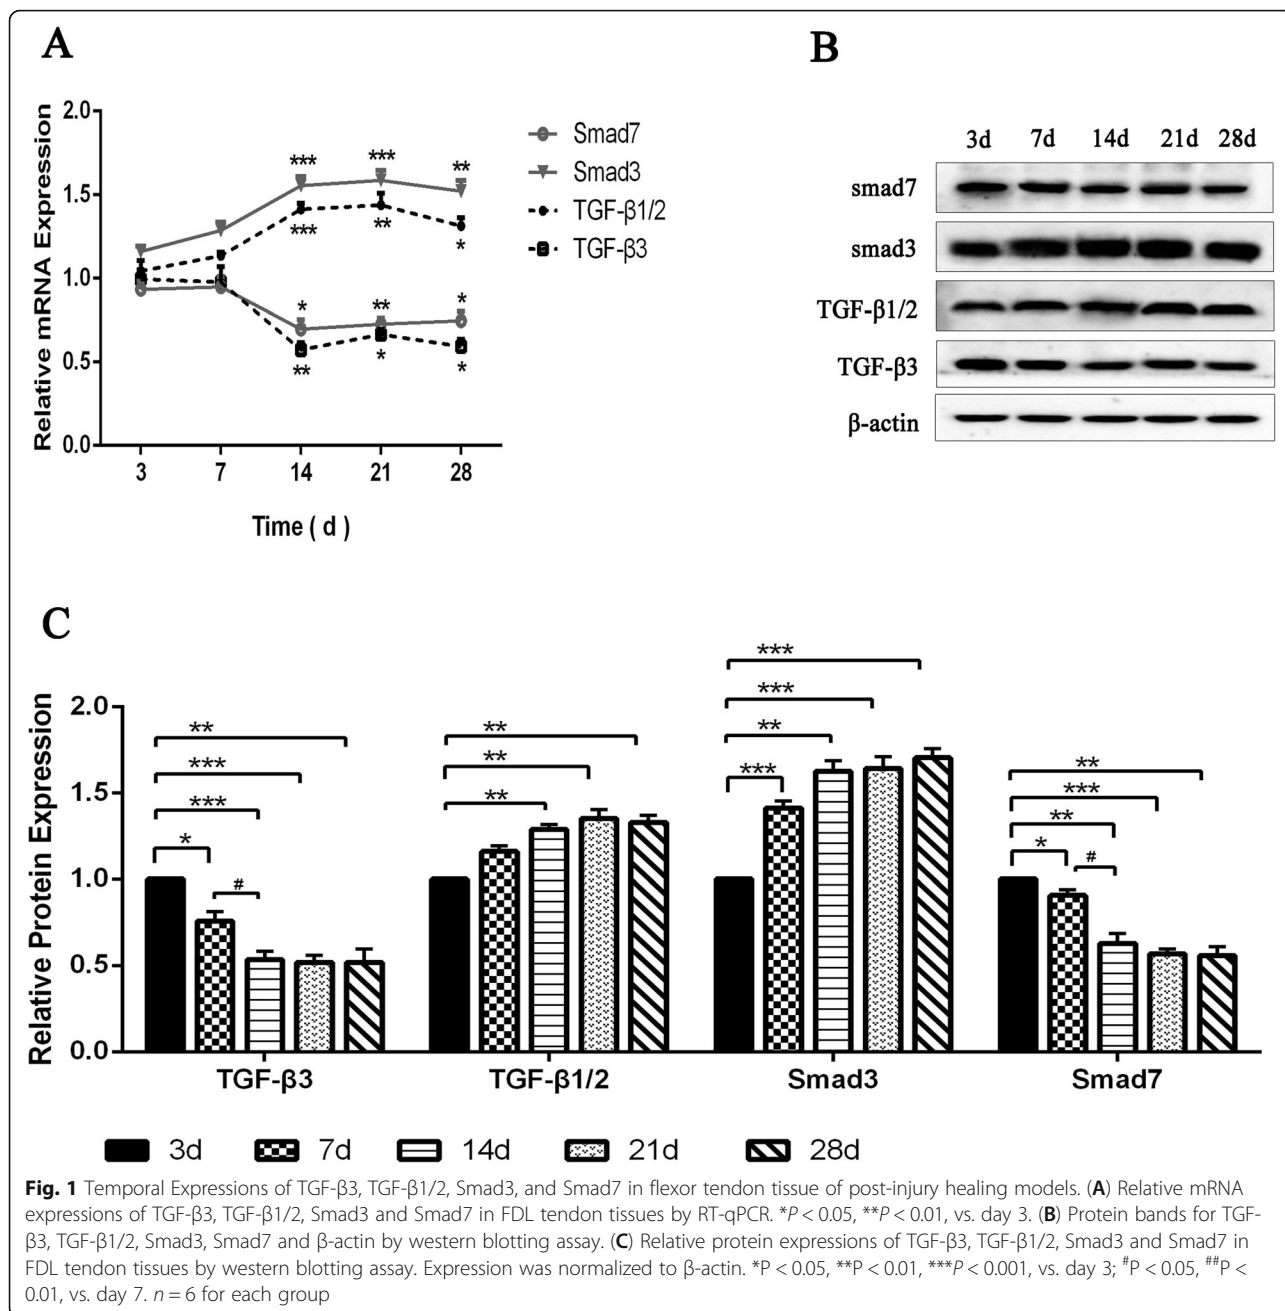 A
Relative mRNA Expression
2.0
1.5
1.0
0.5
0.0
*** *** **
*** ** *
* ** *
** * *
3 7 14 21 28
Time ( d )
Smad7
Smad3
TGF-β1/2
TGF-β3
B
3d 7d 14d 21d 28d
smad7
smad3
TGF-β1/2
TGF-β3
β-actin
C
Relative Protein Expression
2.0
1.5
1.0
0.5
0.0
**
***
***
*
#
**
**
**
***
***
**
***
**
***
**
*
#
TGF-β3 TGF-β1/2 Smad3 Smad7
3d 7d 14d 21d 28d
Fig. 1 Temporal Expressions of TGF-β3, TGF-β1/2, Smad3, and Smad7 in flexor tendon tissue of post-injury healing models. (A) Relative mRNA
expressions of TGF-β3, TGF-β1/2, Smad3 and Smad7 in FDL tendon tissues by RT-qPCR. *P < 0.05, **P < 0.01, vs. day 3. (B) Protein bands for TGF-
β3, TGF-β1/2, Smad3, Smad7 and β-actin by western blotting assay. (C) Relative protein expressions of TGF-β3, TGF-β1/2, Smad3 and Smad7 in
FDL tendon tissues by western blotting assay. Expression was normalized to β-actin. *P < 0.05, **P < 0.01, ***P < 0.001, vs. day 3; #P < 0.05, ##P <
0.01, vs. day 7. n = 6 for each group